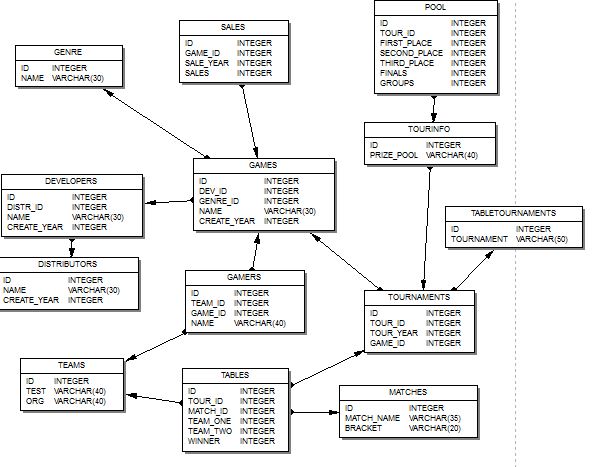 POOL
ID INTEGER
TOUR_ID INTEGER
FIRST_PLACE INTEGER
SECOND_PLACE INTEGER
THIRD_PLACE INTEGER
FINALS INTEGER
GROUPS INTEGER
SALES
ID INTEGER
GAME_ID INTEGER
SALE_YEAR INTEGER
SALES INTEGER
GENRE
ID INTEGER
NAME VARCHAR(30)
TOURINFO
ID INTEGER
PRIZE_POOL VARCHAR(40)
GAMES
ID INTEGER
DEV_ID INTEGER
GENRE_ID INTEGER
NAME VARCHAR(30)
CREATE_YEAR INTEGER
DEVELOPERS
ID INTEGER
DISTR_ID INTEGER
NAME VARCHAR(30)
CREATE_YEAR INTEGER
TABLETOURNAMENTS
ID INTEGER
TOURNAMENT VARCHAR(50)
DISTRIBUTORS
ID INTEGER
NAME VARCHAR(30)
CREATE_YEAR INTEGER
GAMERS
ID INTEGER
TEAM_ID INTEGER
GAME_ID INTEGER
NAME VARCHAR(40)
TOURNAMENTS
ID INTEGER
TOUR_ID INTEGER
TOUR_YEAR INTEGER
GAME_ID INTEGER
TEAMS
ID INTEGER
TEST VARCHAR(40)
ORG VARCHAR(40)
TABLES
ID INTEGER
TOUR_ID INTEGER
MATCH_ID INTEGER
TEAM_ONE INTEGER
TEAM_TWO INTEGER
WINNER INTEGER
MATCHES
ID INTEGER
MATCH_NAME VARCHAR(35)
BRACKET VARCHAR(20)